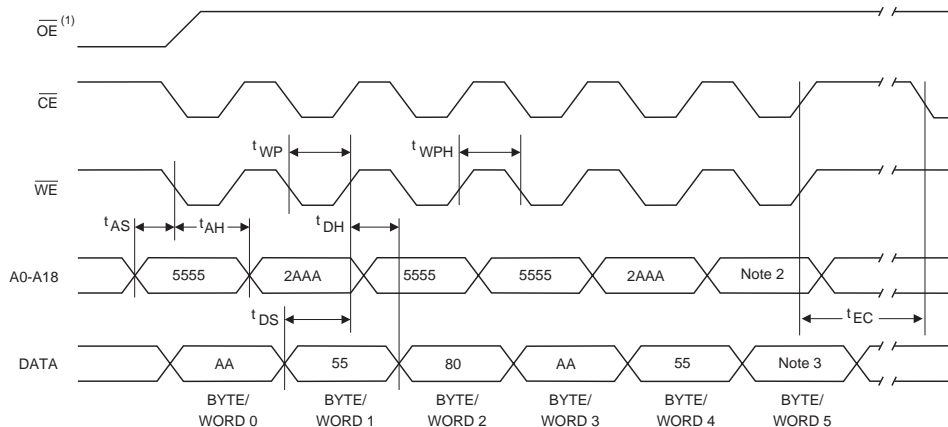 OE (1)
CE
t WP
t WPH
WE
t AS
t AH
t DH
A0-A18
5555
2AAA
5555
5555
2AAA
Note 2
t DS
t EC
DATA
AA
55
80
AA
55
Note 3
BYTE/
WORD 0
BYTE/
WORD 1
BYTE/
WORD 2
BYTE/
WORD 3
BYTE/
WORD 4
BYTE/
WORD 5